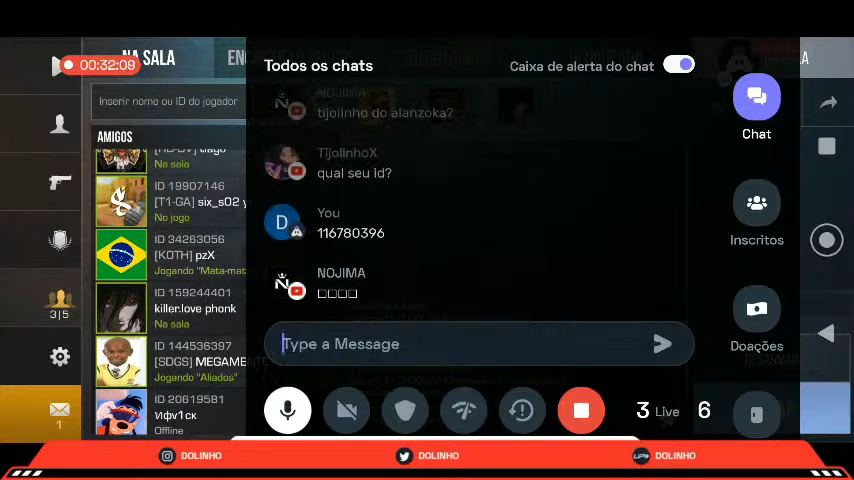 00:32:09
NA SALA
Inserir nome ou ID do jogador
AMIGOS
Na sala
ID 19907146
[T1-GA] six_s02
No jogo
ID 34263056
[KOTH] pzX
Jogando "Mata-mat
ID 159244401
killer.love phonk
Na sala
ID 144536397
[SDGS] MEGAMENTE
Jogando "Aliados"
ID 20619581
Offline
3|5
1
Todos os chats
Caixa de alerta do chat
NOJIMA
tijolinho do alanzoka?
TijolinhoX
qual seu id?
D
You
116780396
NOJIMA
□□□□
Type a Message
3 Live 6
Chat
Inscritos
Doações
DOLINHO
DOLINHO
DOLINHO